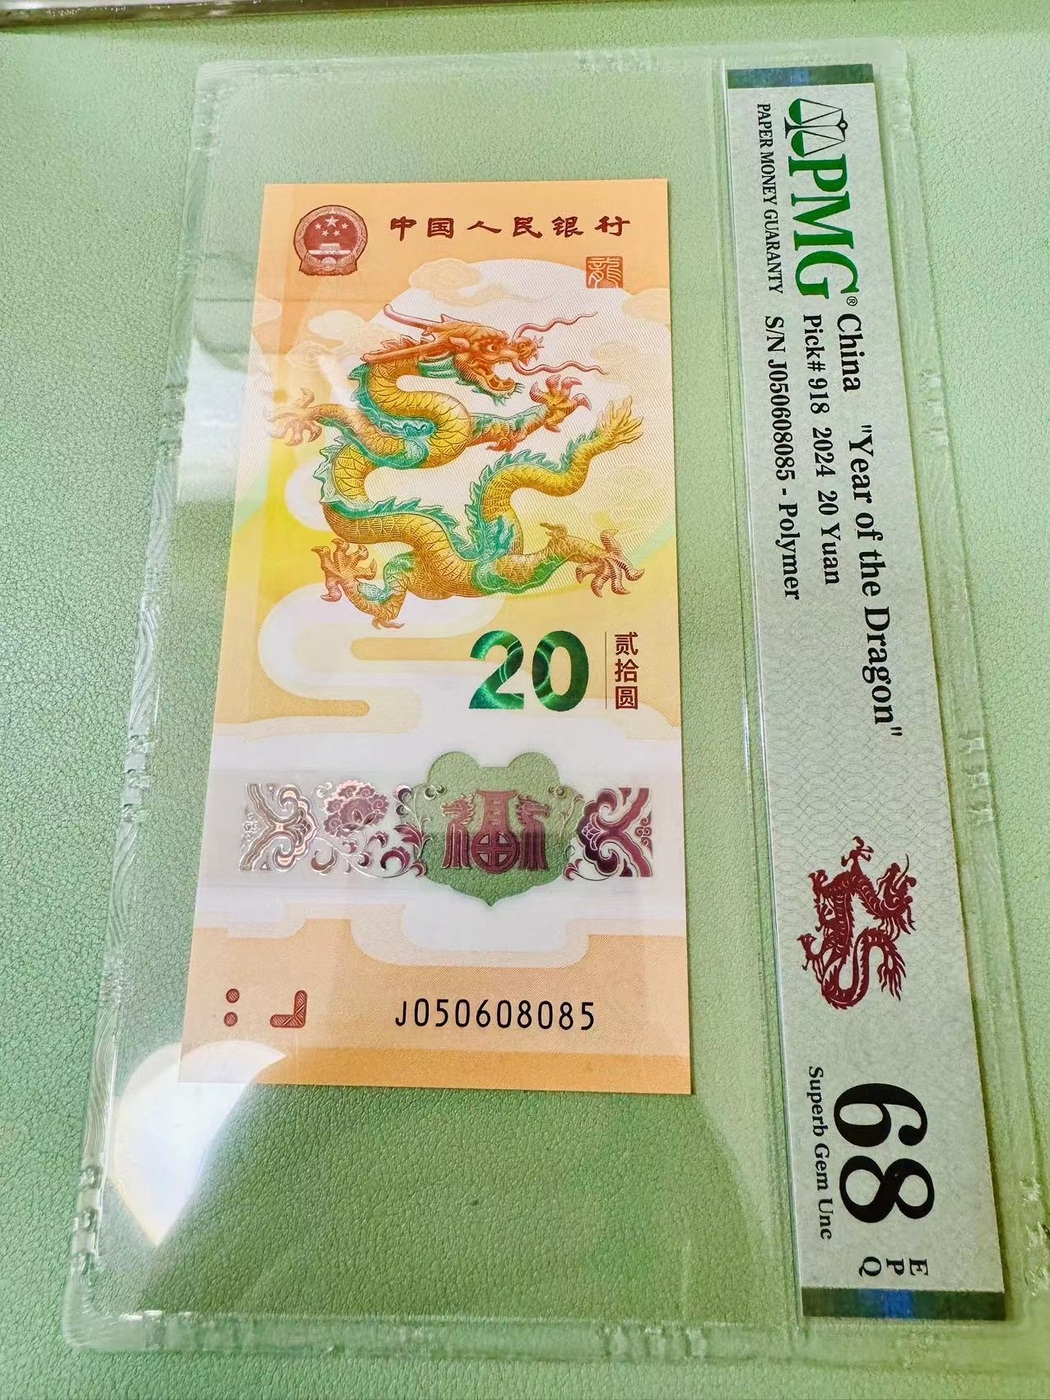 中国人民银行
龍
20
贰拾圆
福
J050608085
PMG®
PAPER MONEY GUARANTY
China "Year of the Dragon"
Pick# 918 2024 20 Yuan
S/N J050608085 - Polymer
68
EPQ
Superb Gem Unc